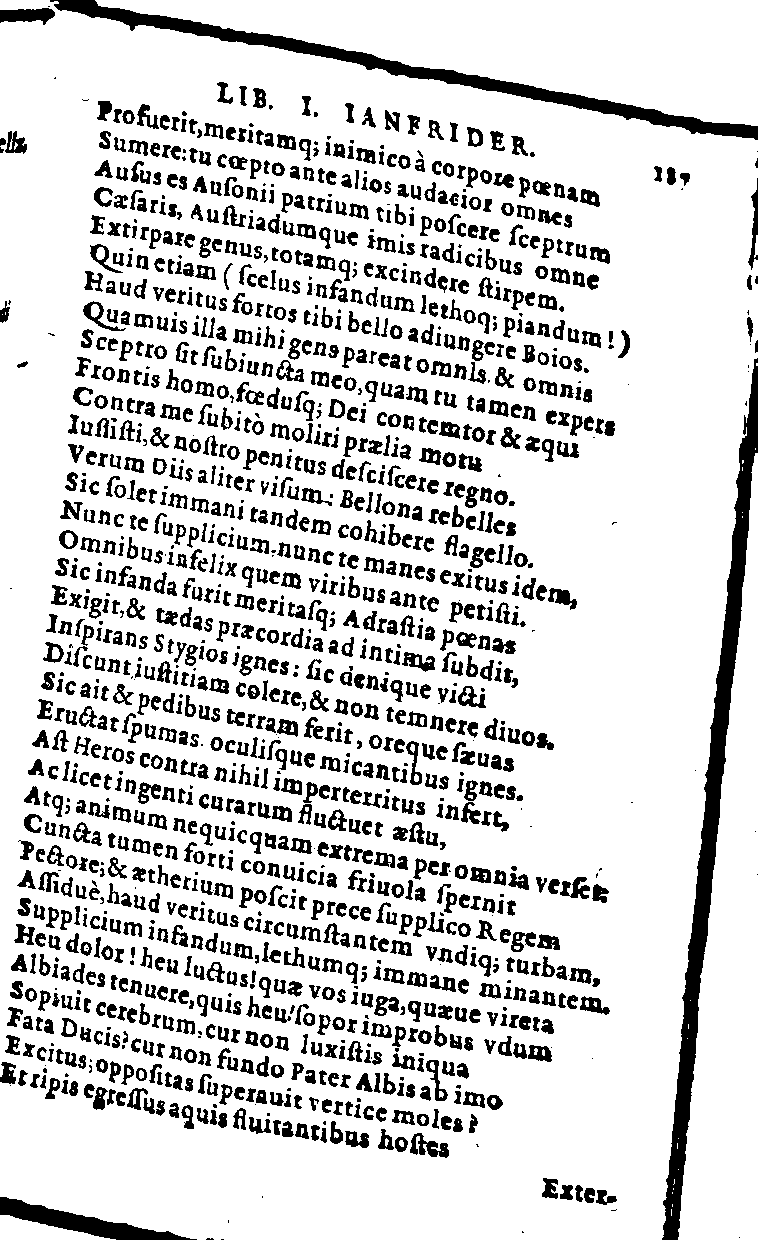 LIB. I. IANFRIDER. 187
Profuerit,meritamq; inimico à corpore pœnam
Sumere:tu cœpto ante alios audacior omnes
Auſus es Auſonii patrium tibi poſcere ſceptrum
Cæſaris, Auſtriadumque imis radicibus omne
Extirpare genus,totamq; excindere ſtirpem.
Quin etiam ( ſcelus infandum lethoq; piandum!)
Haud veritus fortos tibi bello adiungere Boios.
Quamuis illa mihi gens pareat omnis & omnis
Sceptro ſit ſubiuncta meo,quam tu tamen expers
Frontis homo,fœduſq; Dei contemtor & æqui
Contra me ſubitò moliri prælia motu
Iuſſiſti,& noſtro penitus deſciſcere regno.
Verum Diis aliter viſum: Bellona rebelles
Sic ſolet immani tandem cohibere flagello.
Nunc te ſupplicium,nunc te manes exitus idem,
Omnibus infelix quem viribus ante petiſti.
Sic infanda furit meritaſq; Adraſtia pœnas
Exigit,& tædas præcordia ad intima ſubdit,
Inſpirans Stygios ignes: ſic denique victi
Diſcunt iuſtitiam colere,& non temnere diuos.
Sic ait & pedibus terram ferit, oreque ſæuas
Eructat ſpumas. oculiſque micantibus ignes.
Aſt Heros contra nihil imperterritus infert,
Ac licet ingenti curarum fluctuet æſtu,
Atq; animum nequicquam extrema per omnia verſet:
Cuncta tumen forti conuicia friuola ſpernit
Pectore;& ætherium poſcit prece ſupplico Regem
Aſſiduè,haud veritus circumſtantem vndiq; turbam,
Supplicium infandum,lethumq; immane minantem.
Heu dolor! heu luctus!quæ vos iuga,quæue vireta
Albiades tenuere,quis heu!ſopor improbus vdum
Sopiuit cerebrum,cur non luxiſtis iniqua
Fata Ducis?cur non fundo Pater Albis ab imo
Excitus,oppoſitas ſuperauit vertice moles?
Et ripis egreſſus aquis fluitantibus hoſtes
Exter-